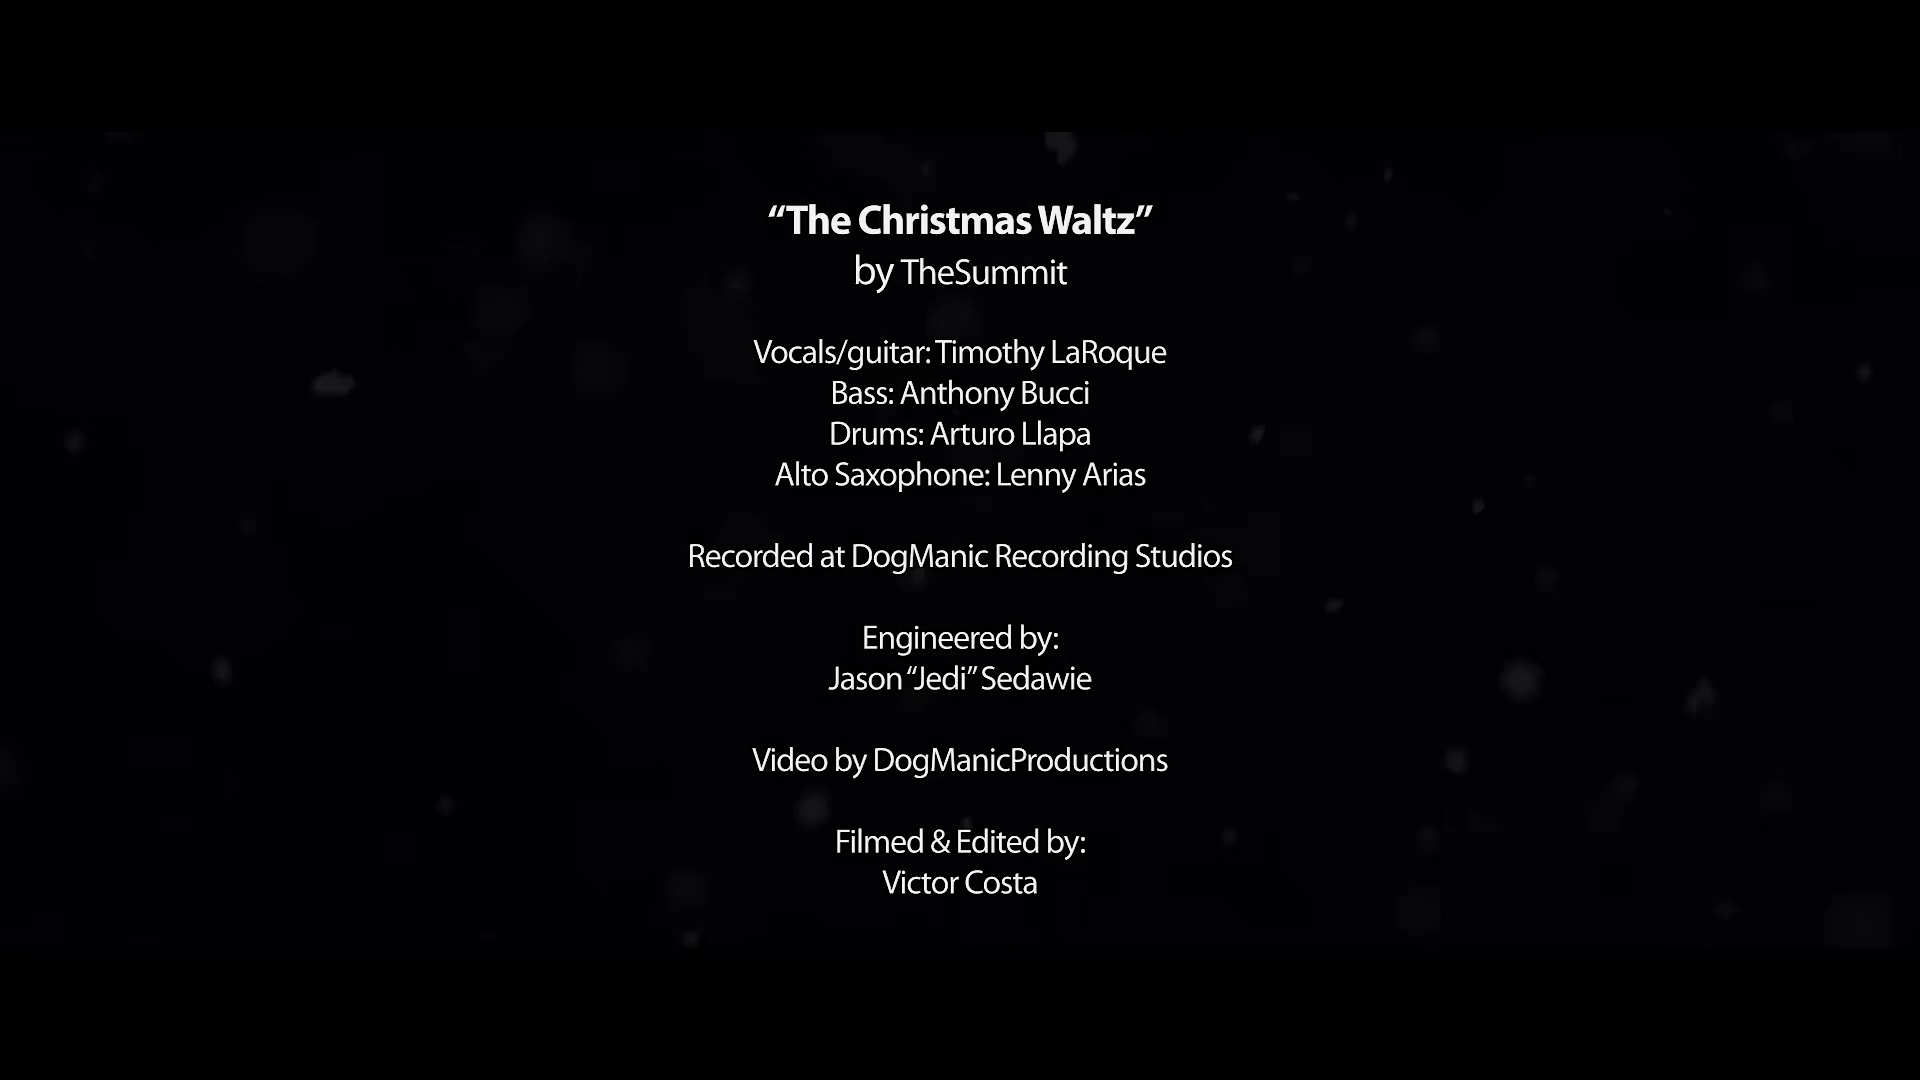 “The Christmas Waltz”
by TheSummit
Vocals/guitar: Timothy LaRoque
Bass: Anthony Bucci
Drums: Arturo Llapa
Alto Saxophone: Lenny Arias
Recorded at DogManic Recording Studios
Engineered by:
Jason “Jedi” Sedawie
Video by DogManicProductions
Filmed & Edited by:
Victor Costa